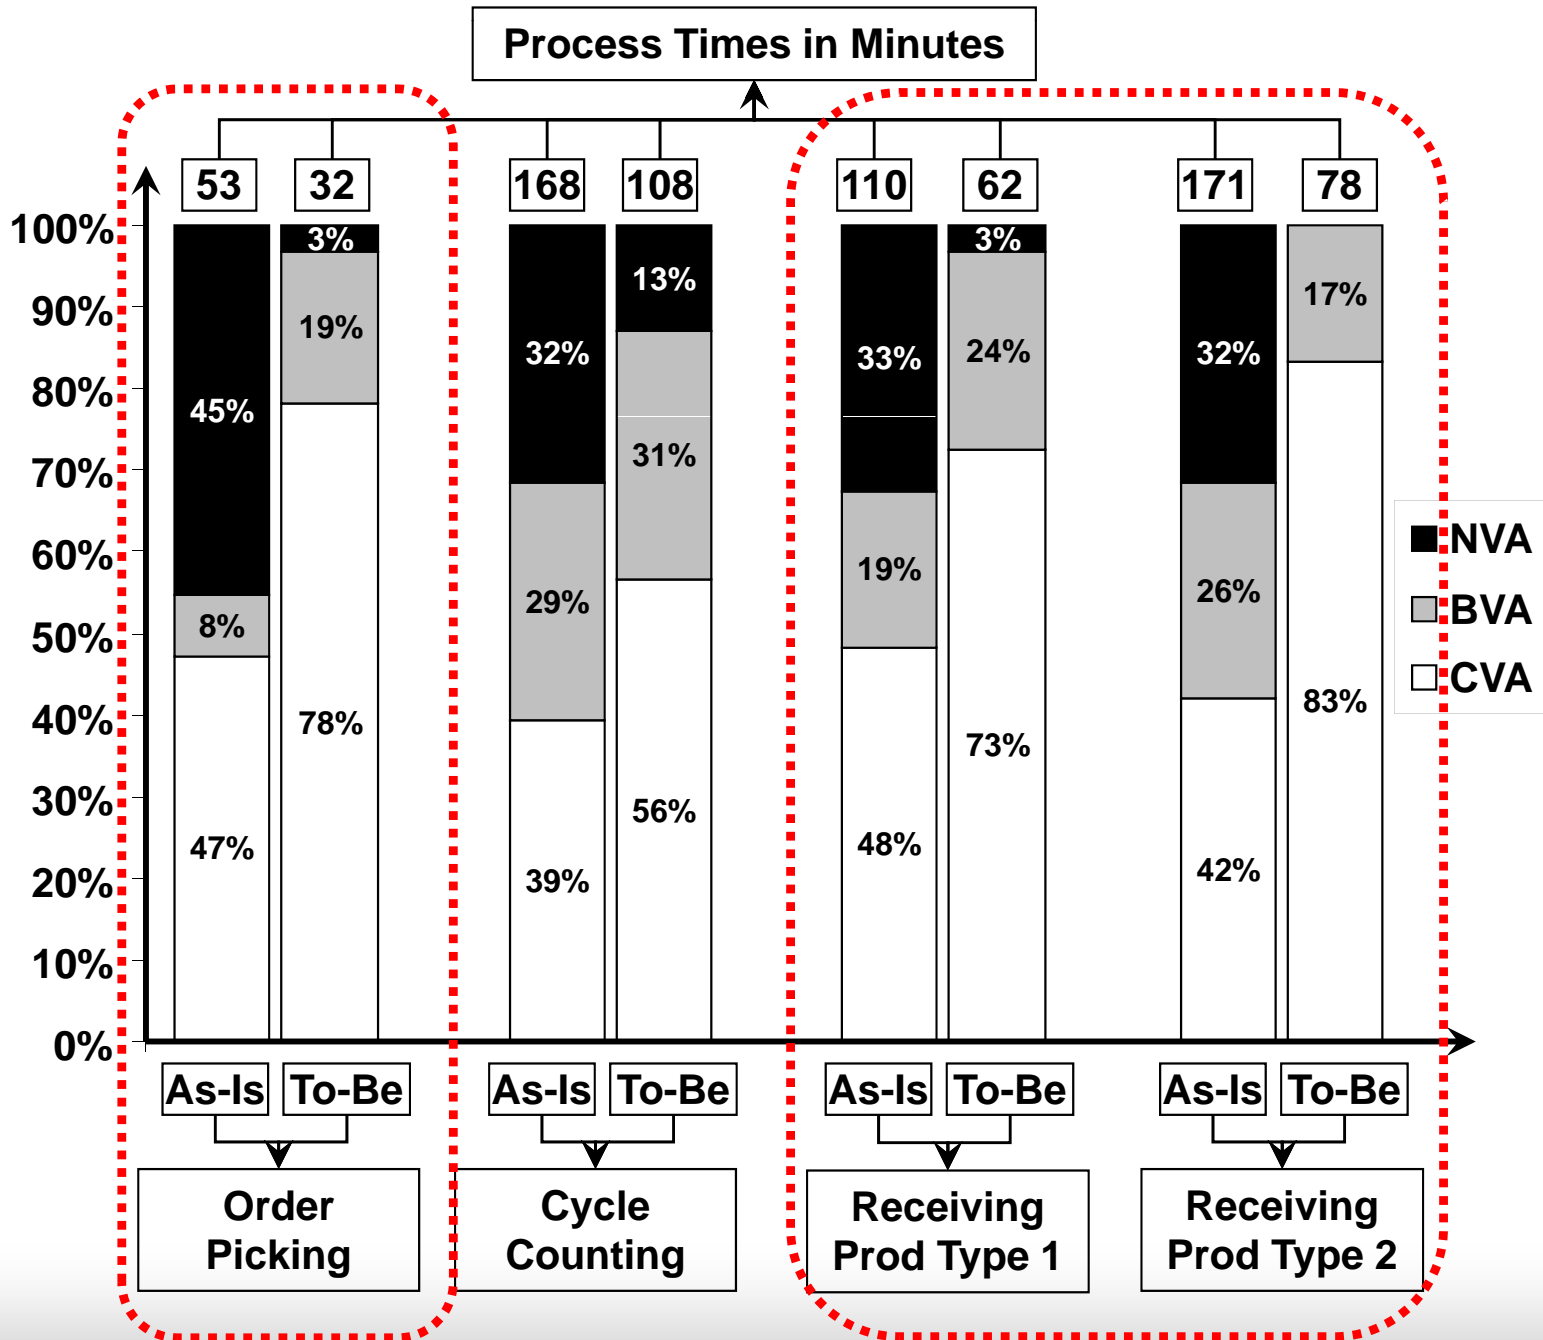 Process Times in Minutes
53 32 168 108 110 62 171 78
100%
90%
80%
70%
60%
50%
40%
30%
20%
10%
0%
45%
8%
47%
3%
19%
78%
32%
29%
39%
13%
31%
56%
33%
19%
48%
3%
24%
73%
32%
26%
42%
17%
83%
NVA
BVA
CVA
As-Is To-Be As-Is To-Be As-Is To-Be As-Is To-Be
Order
Picking
Cycle
Counting
Receiving
Prod Type 1
Receiving
Prod Type 2